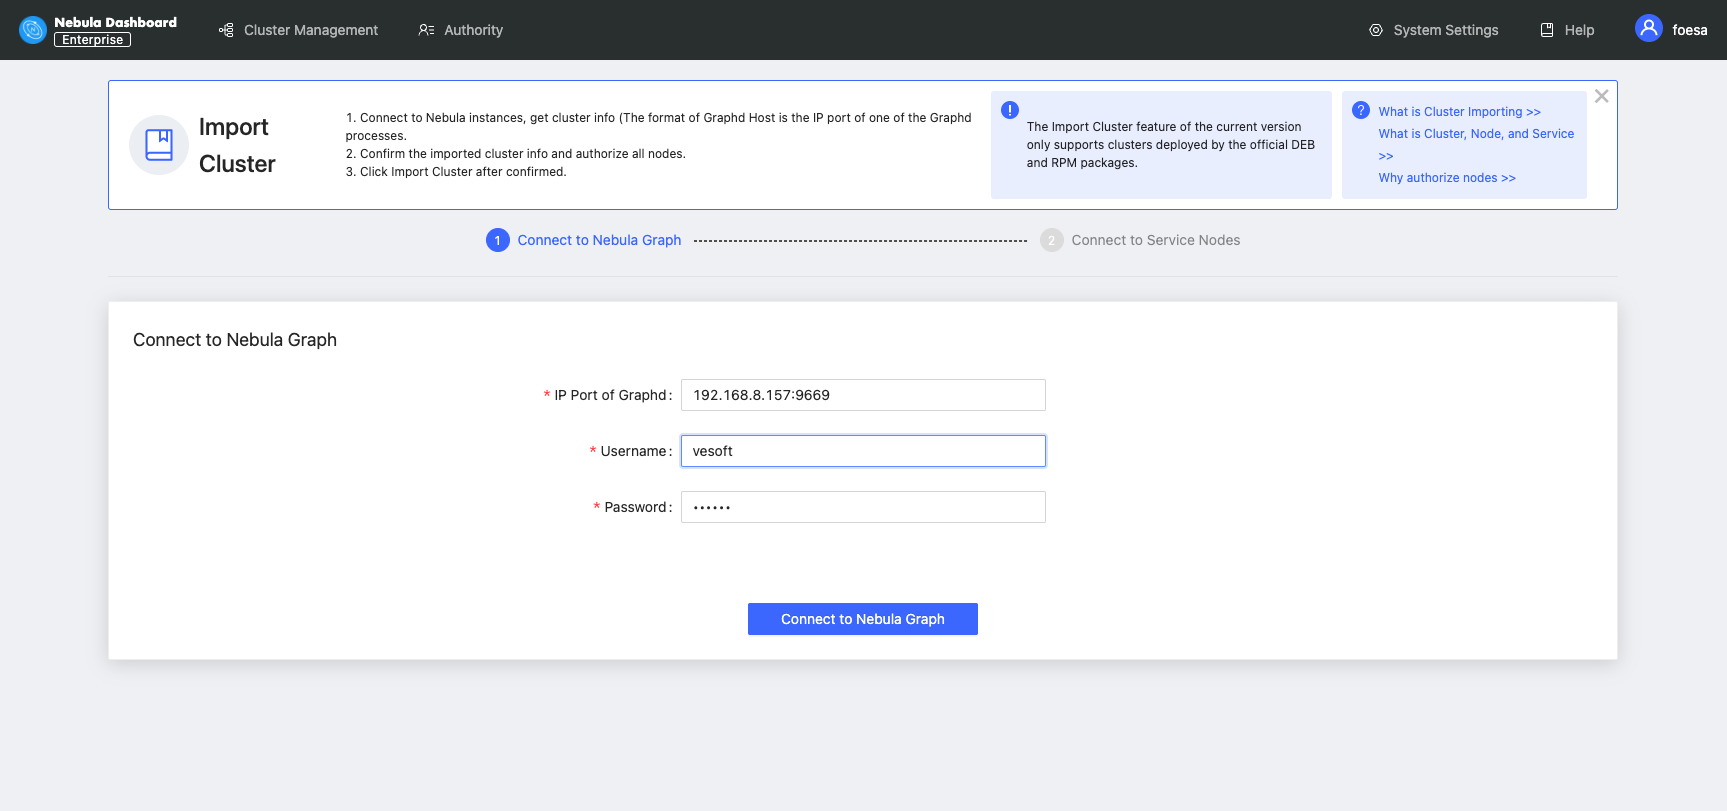 Nebula Dashboard
Enterprise
Cluster Management
Authority
System Settings
Help
foesa
Import
Cluster
1. Connect to Nebula instances, get cluster info (The format of Graphd Host is the IP port of one of the Graphd
processes.
2. Confirm the imported cluster info and authorize all nodes.
3. Click Import Cluster after confirmed.
!
The Import Cluster feature of the current version
only supports clusters deployed by the official DEB
and RPM packages.
?
What is Cluster Importing >>
What is Cluster, Node, and Service
>>
Why authorize nodes >>
1 Connect to Nebula Graph
2 Connect to Service Nodes
Connect to Nebula Graph
* IP Port of Graphd: 192.168.8.157:9669
* Username: vesoft
* Password: ••••••
Connect to Nebula Graph